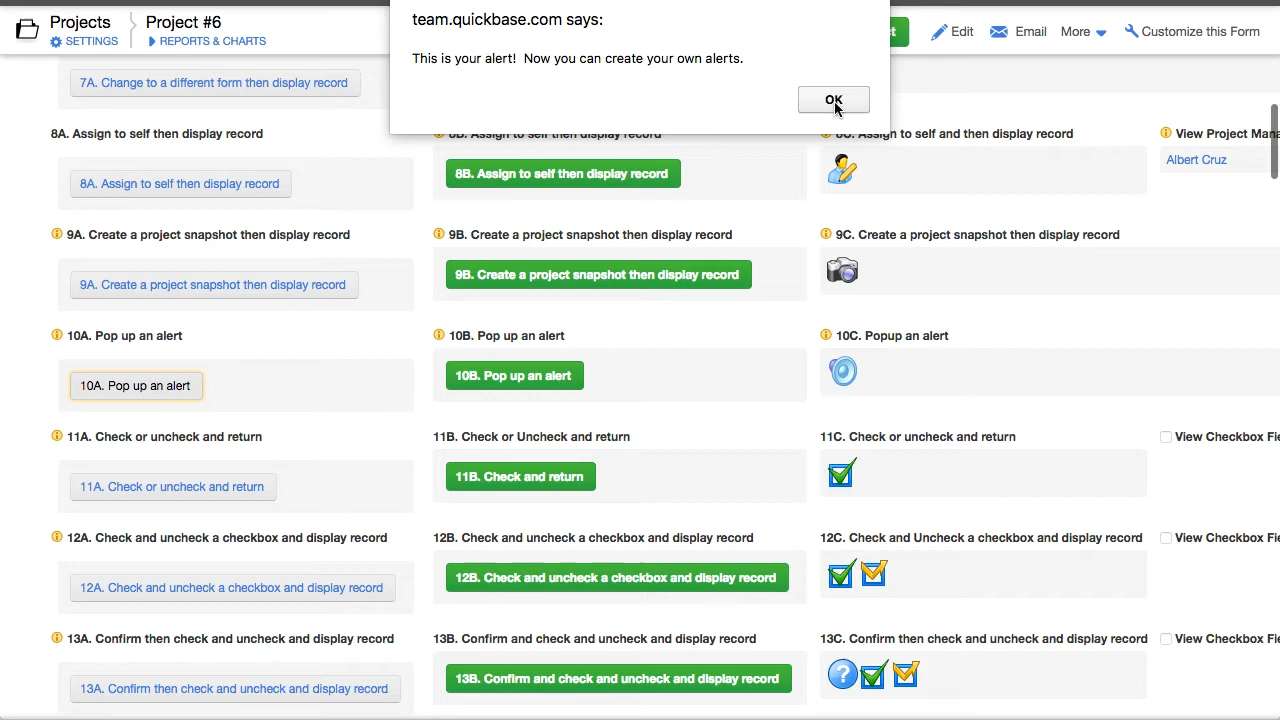 Projects
SETTINGS
Project #6
REPORTS & CHARTS
team.quickbase.com says:
This is your alert!  Now you can create your own alerts.
OK
Edit
Email
More
Customize this Form
7A. Change to a different form then display record
8A. Assign to self then display record
8B. Assign to self then display record
8C. Assign to self and then display record
View Project Man
8A. Assign to self then display record
8B. Assign to self then display record
Albert Cruz
9A. Create a project snapshot then display record
9B. Create a project snapshot then display record
9C. Create a project snapshot then display record
9A. Create a project snapshot then display record
9B. Create a project snapshot then display record
10A. Pop up an alert
10B. Pop up an alert
10C. Popup an alert
10A. Pop up an alert
10B. Pop up an alert
11A. Check or uncheck and return
11B. Check or Uncheck and return
11C. Check or uncheck and return
View Checkbox Fie
11A. Check or uncheck and return
11B. Check and return
12A. Check and uncheck a checkbox and display record
12B. Check and uncheck a checkbox and display record
12C. Check and Uncheck a checkbox and display record
View Checkbox Fie
12A. Check and uncheck a checkbox and display record
12B. Check and uncheck a checkbox and display record
13A. Confirm then check and uncheck and display record
13B. Confirm and check and uncheck and display record
13C. Confirm then check and uncheck and display record
View Checkbox Fie
13A. Confirm then check and uncheck and display record
13B. Confirm and check and uncheck and display record